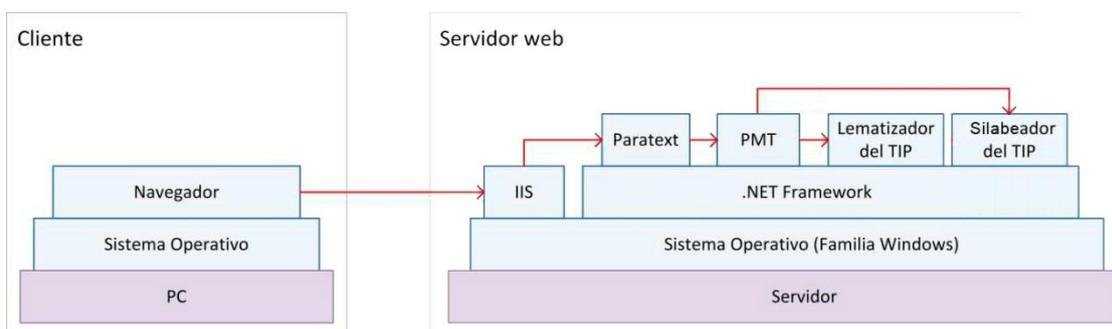 Cliente
Servidor web
Paratext
PMT
Lematizador
del TIP
Silabeador
del TIP
Navegador
IIS
.NET Framework
Sistema Operativo
Sistema Operativo (Familia Windows)
PC
Servidor